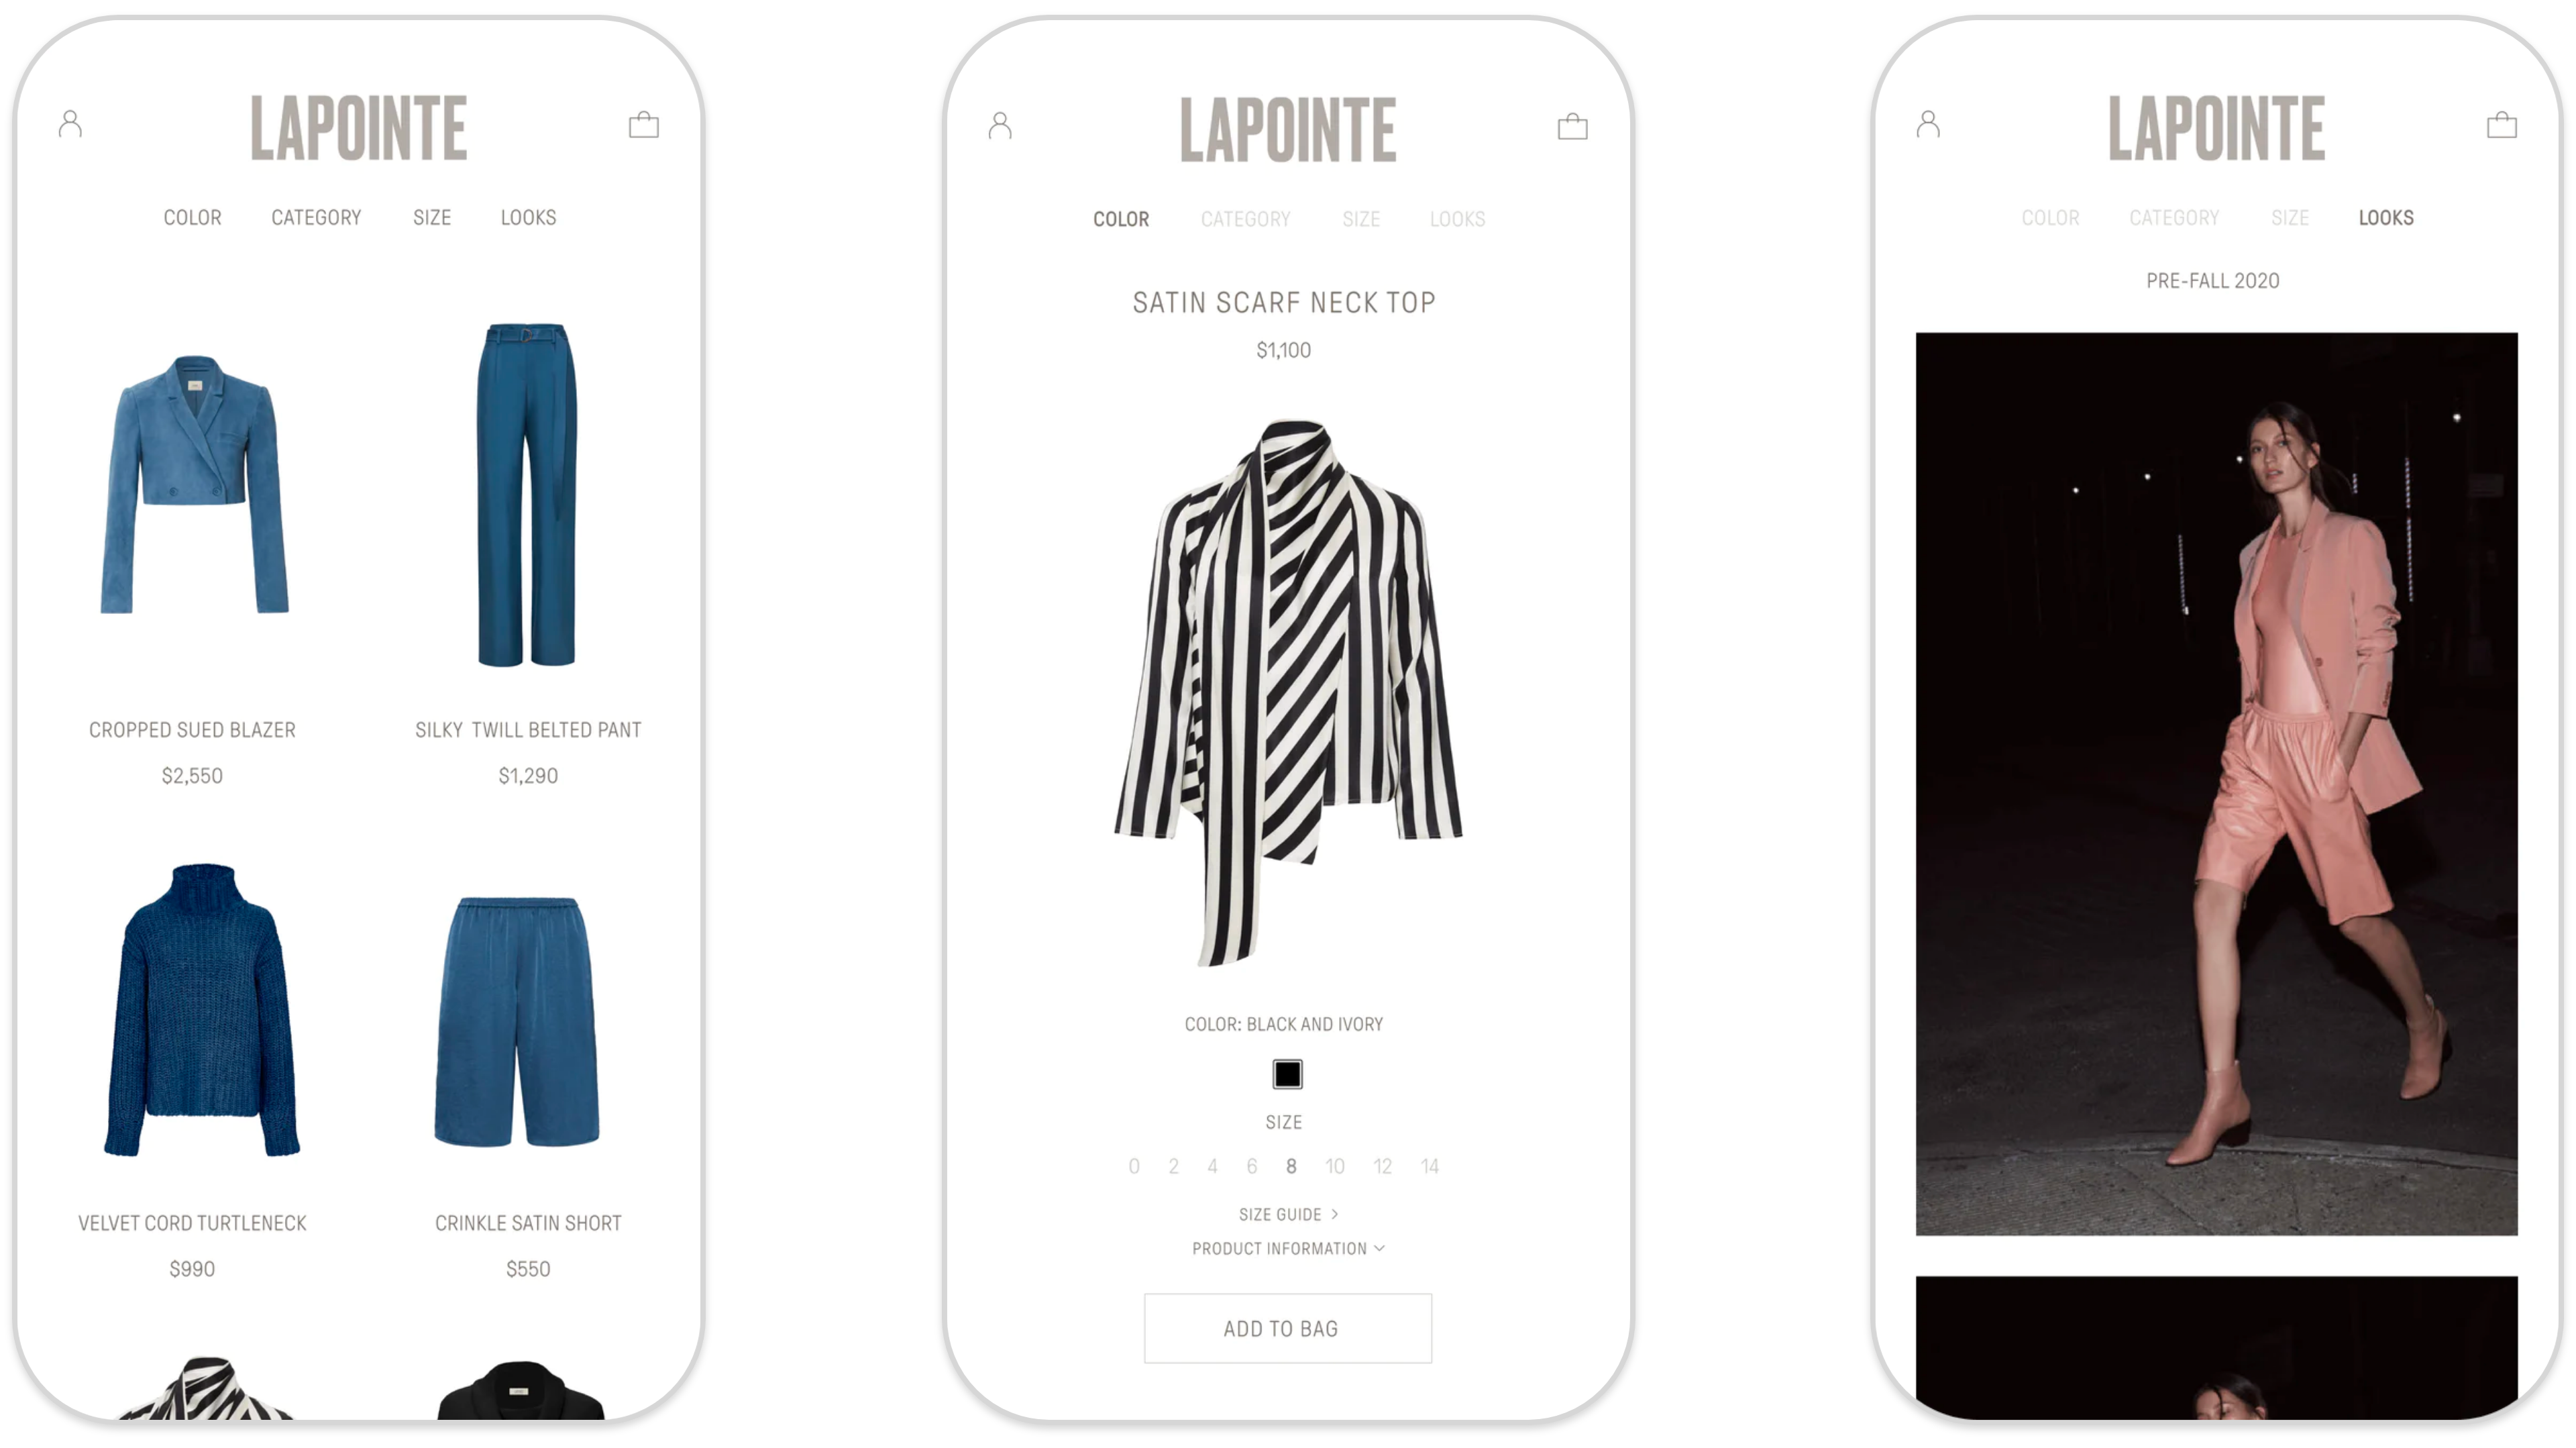 LAPOINTE
COLOR CATEGORY SIZE LOOKS
CROPPED SUED BLAZER
$2,550
SILKY TWILL BELTED PANT
$1,290
VELVET CORD TURTLENECK
$990
CRINKLE SATIN SHORT
$550
LAPOINTE
COLOR CATEGORY SIZE LOOKS
SATIN SCARF NECK TOP
$1,100
COLOR: BLACK AND IVORY
SIZE
0 2 4 6 8 10 12 14
SIZE GUIDE >
PRODUCT INFORMATION
ADD TO BAG
LAPOINTE
COLOR CATEGORY SIZE LOOKS
PRE-FALL 2020